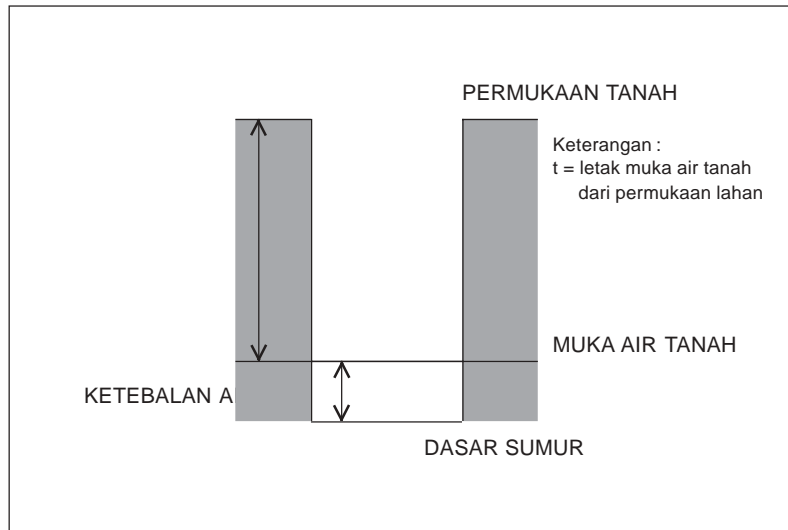 PERMUKAAN TANAH
Keterangan :
t = letak muka air tanah
dari permukaan lahan
MUKA AIR TANAH
KETEBALAN A
DASAR SUMUR